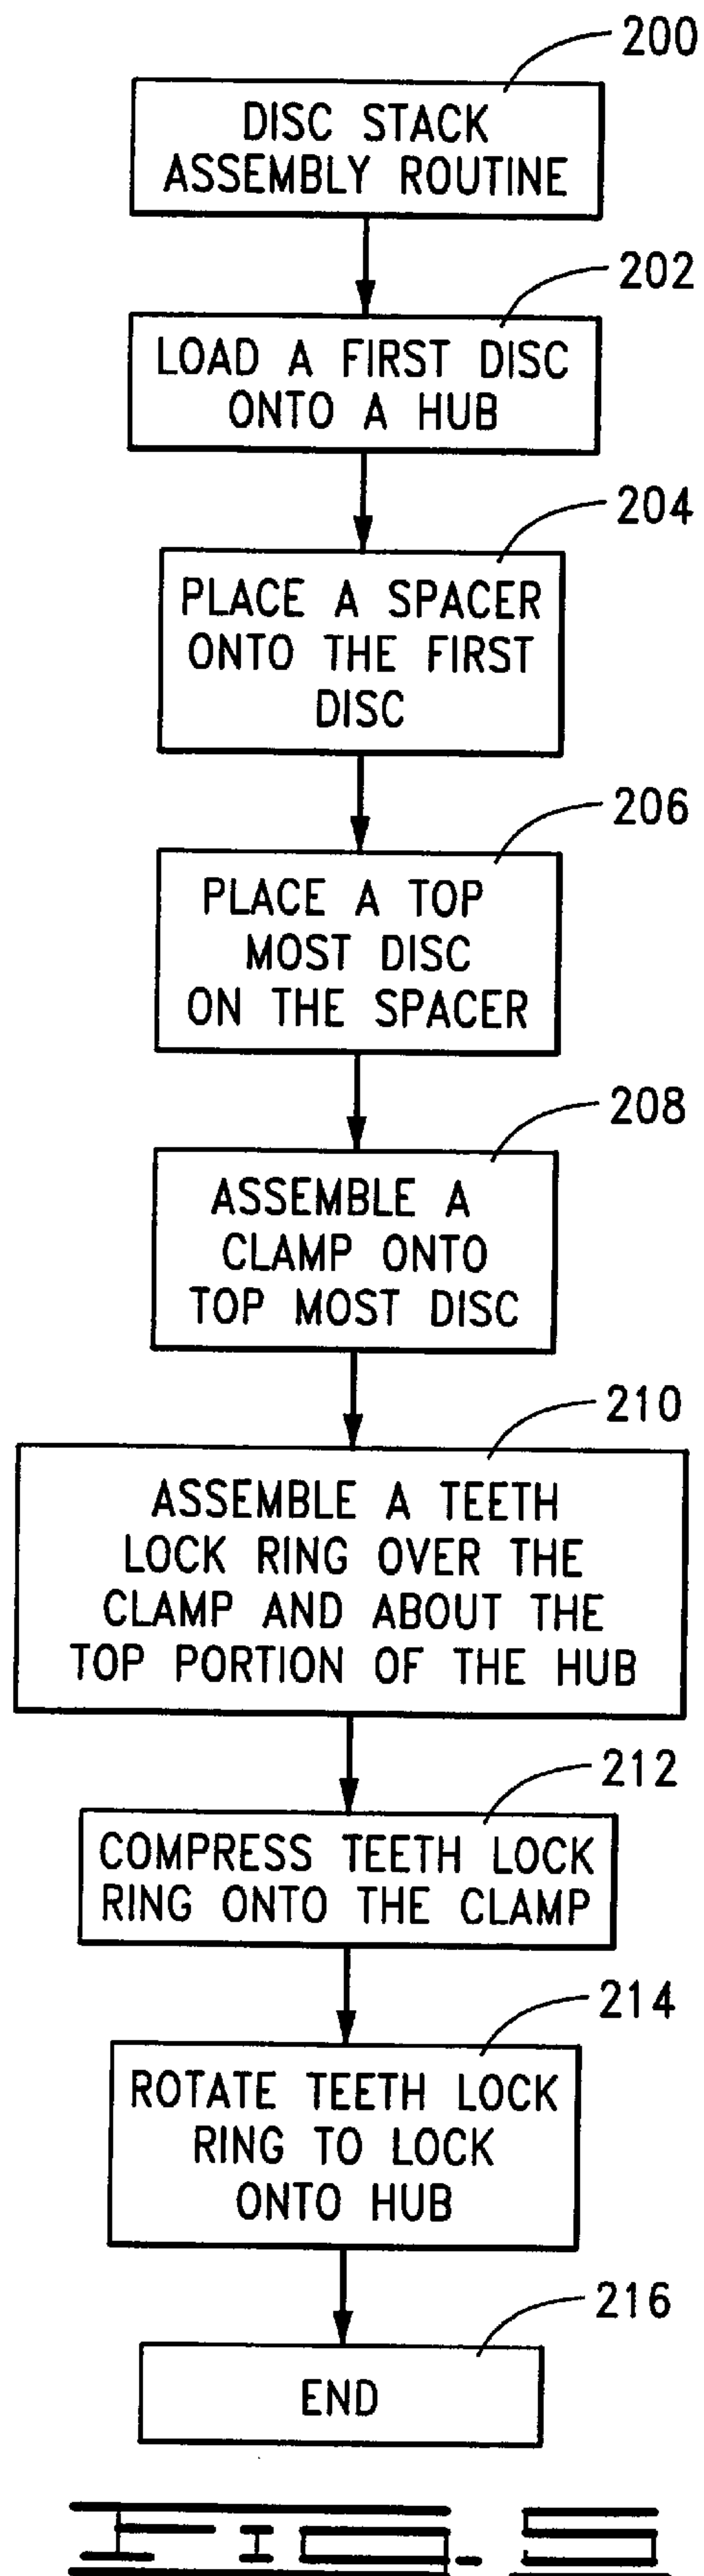 200
DISC STACK
ASSEMBLY ROUTINE
202
LOAD A FIRST DISC
ONTO A HUB
204
PLACE A SPACER
ONTO THE FIRST
DISC
206
PLACE A TOP
MOST DISC
ON THE SPACER
208
ASSEMBLE A
CLAMP ONTO
TOP MOST DISC
210
ASSEMBLE A TEETH
LOCK RING OVER THE
CLAMP AND ABOUT THE
TOP PORTION OF THE HUB
212
COMPRESS TEETH LOCK
RING ONTO THE CLAMP
214
ROTATE TEETH LOCK
RING TO LOCK
ONTO HUB
216
END